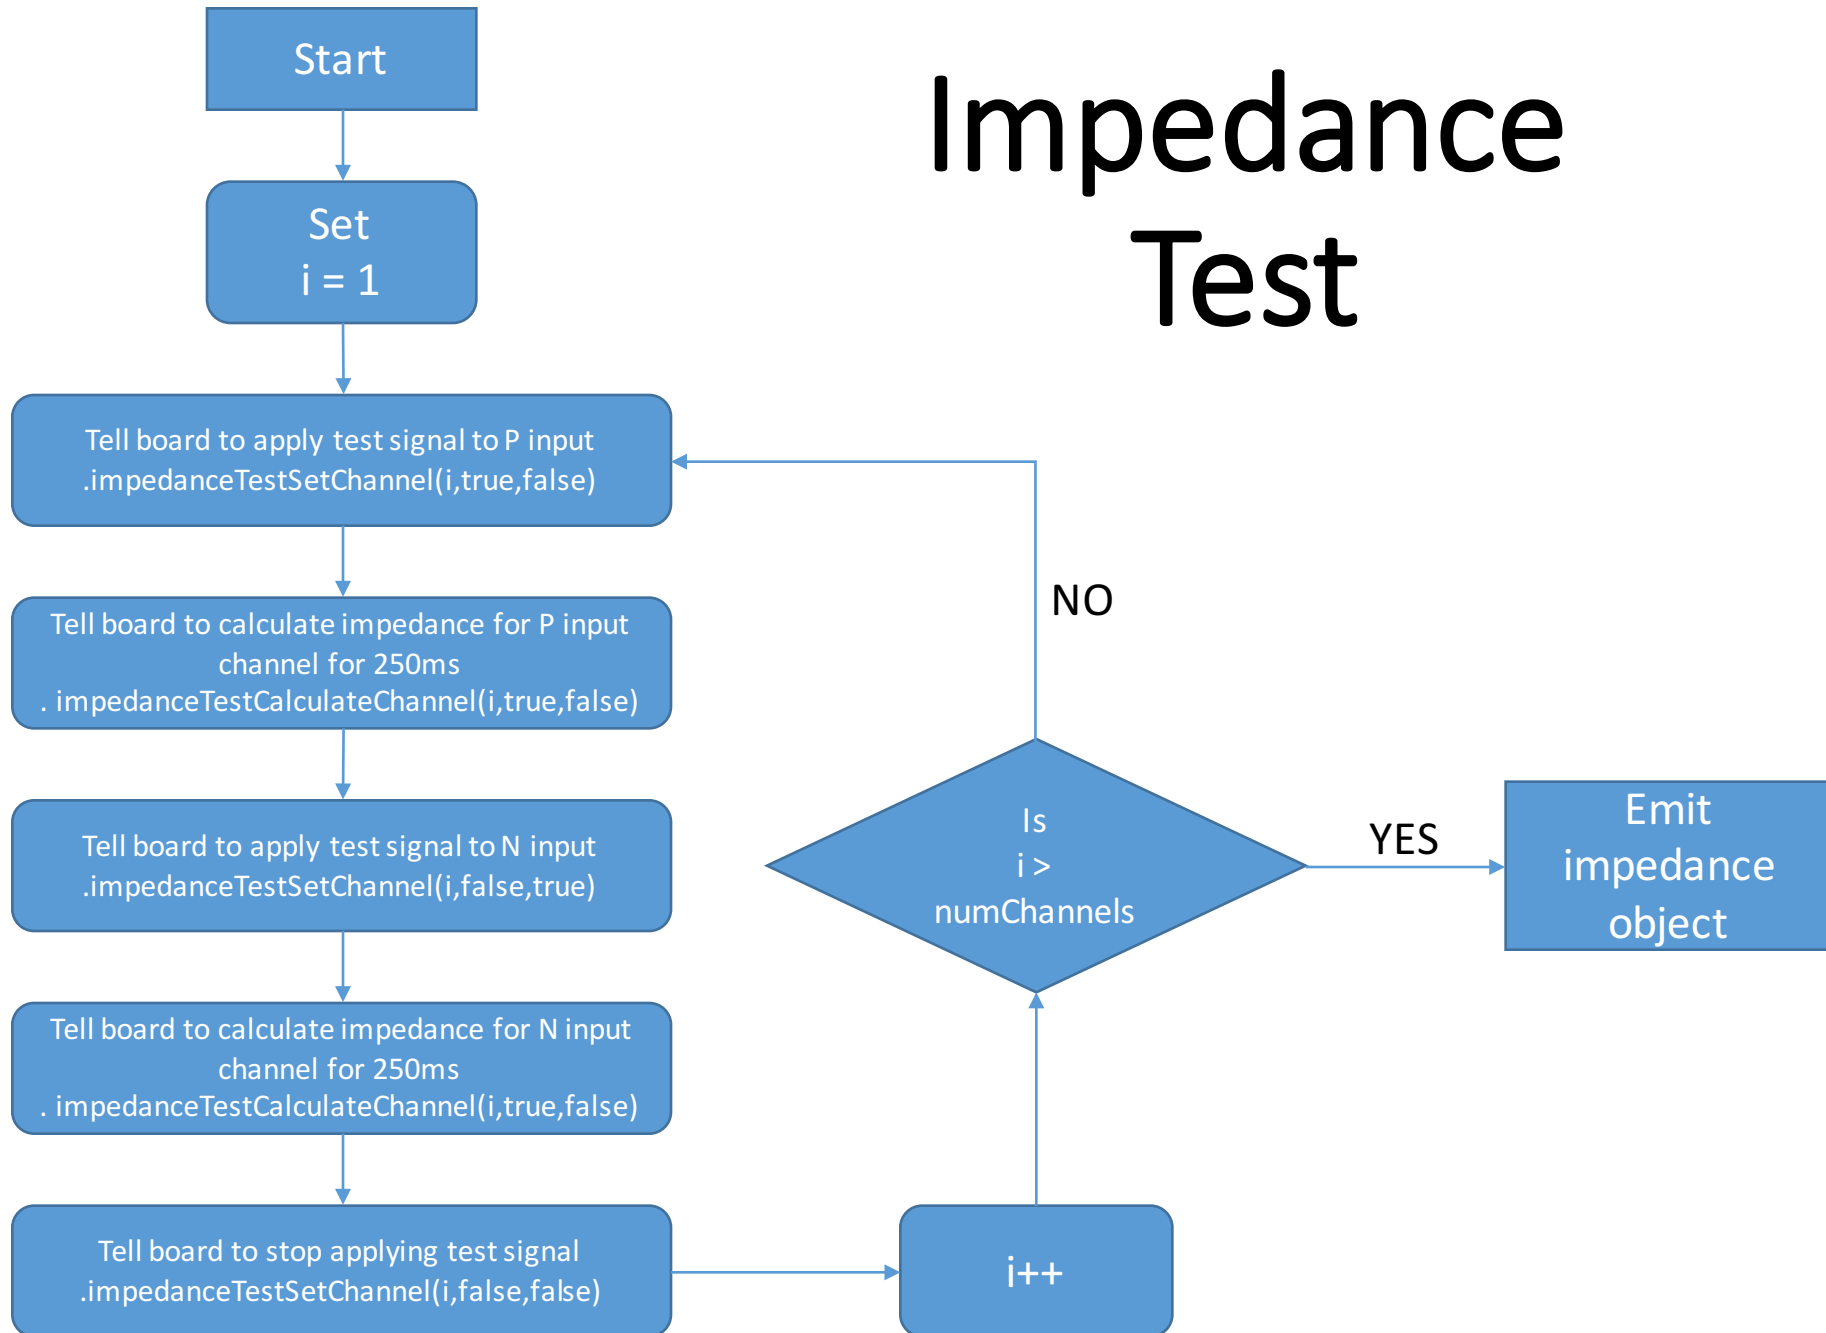 Impedance
Test
Start
Set
i = 1
Tell board to apply test signal to P input
.impedanceTestSetChannel(i,true,false)
Tell board to calculate impedance for P input
channel for 250ms
. impedanceTestCalculateChannel(i,true,false)
Tell board to apply test signal to N input
.impedanceTestSetChannel(i,false,true)
Tell board to calculate impedance for N input
channel for 250ms
. impedanceTestCalculateChannel(i,true,false)
Tell board to stop applying test signal
.impedanceTestSetChannel(i,false,false)
i++
Is
i >
numChannels
NO
YES
Emit
impedance
object